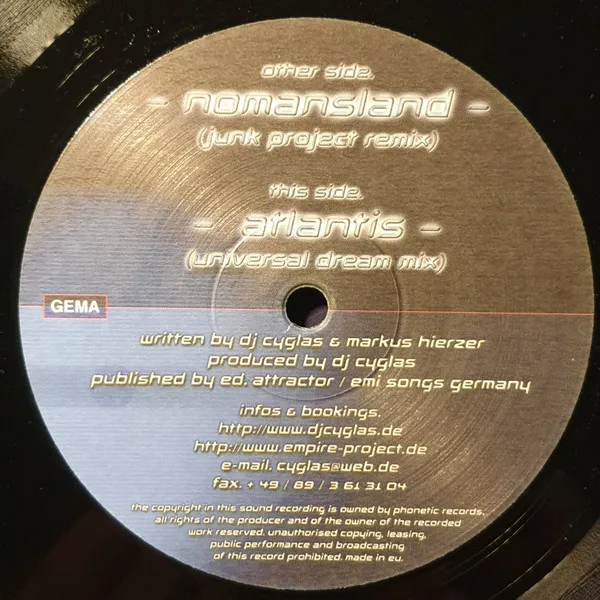 other side.
- nomansland -
(junk project remix)
this side.
- atlantis -
(universal dream mix)
GEMA
written by dj cyglas & markus hierzer
produced by dj cyglas
published by ed. attractor / emi songs germany
infos & bookings.
http://www.djcyglas.de
http://www.empire-project.de
e-mail. cyglas@web.de
fax. + 49 / 89 / 3 61 31 04
the copyright in this sound recording is owned by phonetic records.
all rights of the producer and of the owner of the recorded
work reserved. unauthorised copying, leasing,
public performance and broadcasting
of this record prohibited. made in eu.